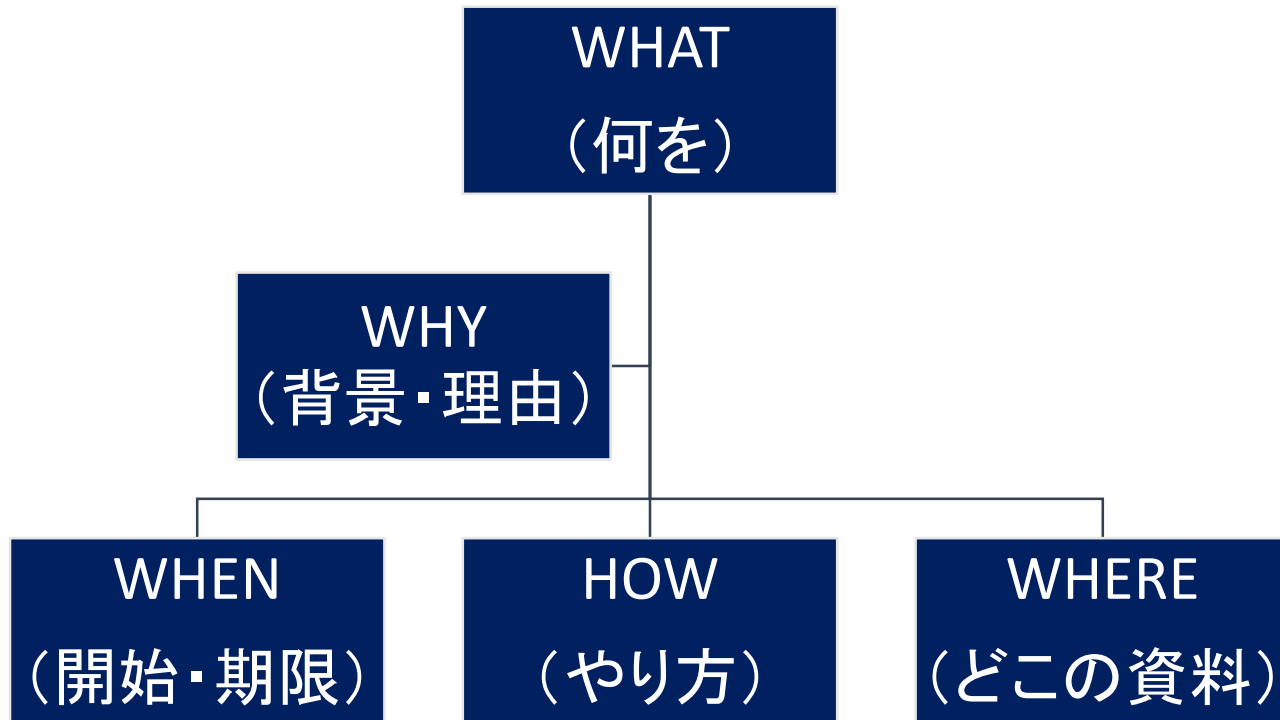 WHAT
（何を）
WHY
（背景・理由）
WHEN
（開始・期限）
HOW
（やり方）
WHERE
（どこの資料）